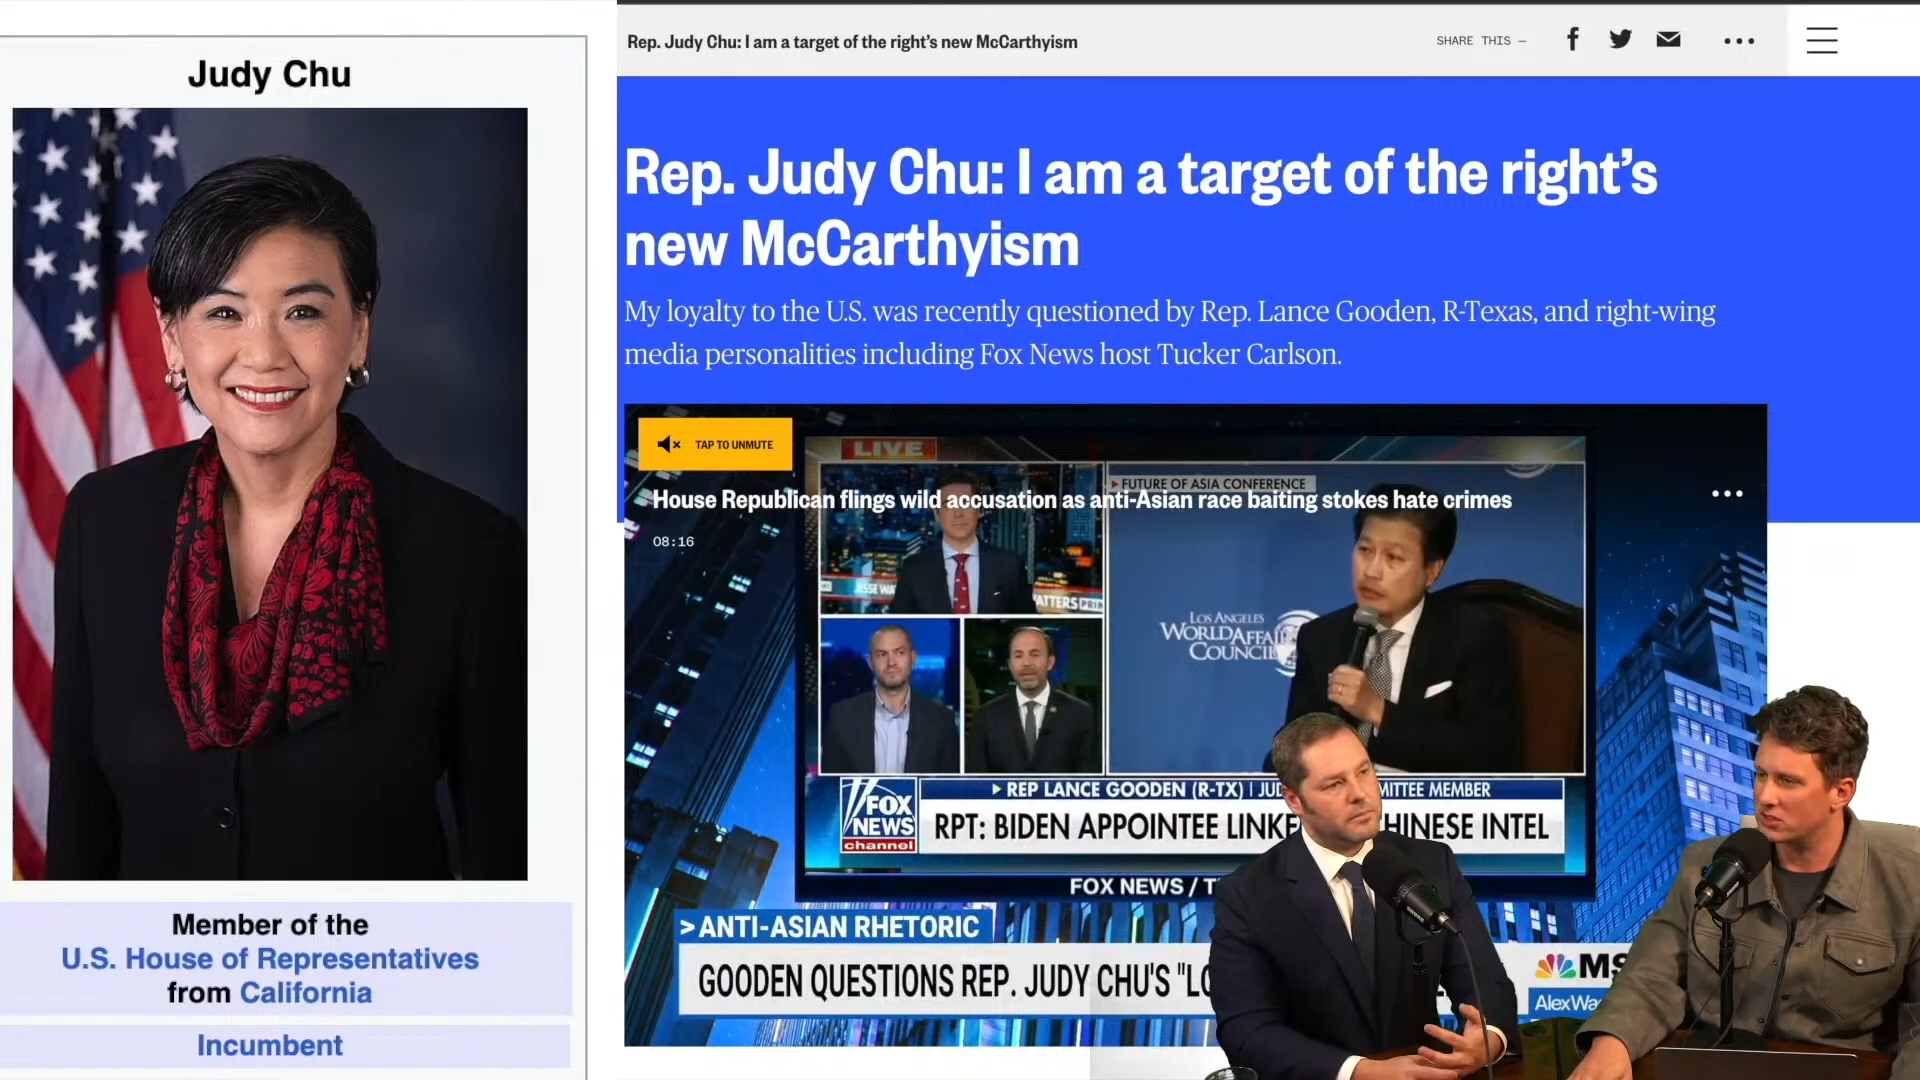 Judy Chu
Member of the
U.S. House of Representatives
from California
Incumbent
Rep. Judy Chu: I am a target of the right's new McCarthyism
SHARE THIS —
Rep. Judy Chu: I am a target of the right's
new McCarthyism
My loyalty to the U.S. was recently questioned by Rep. Lance Gooden, R-Texas, and right-wing
media personalities including Fox News host Tucker Carlson.
TAP TO UNMUTE
LIVE
FUTURE OF ASIA CONFERENCE
House Republican flings wild accusation as anti-Asian race baiting stokes hate crimes
08:16
LOS ANGELES
WORLD AFFAI
COUNCIL
REP LANCE GOODEN (R-TX) | JUD MITTEE MEMBER
FOX
NEWS
channel
RPT: BIDEN APPOINTEE LINKE HINESE INTEL
FOX NEWS / T
>ANTI-ASIAN RHETORIC
GOODEN QUESTIONS REP. JUDY CHU'S "LO
MS
AlexWa